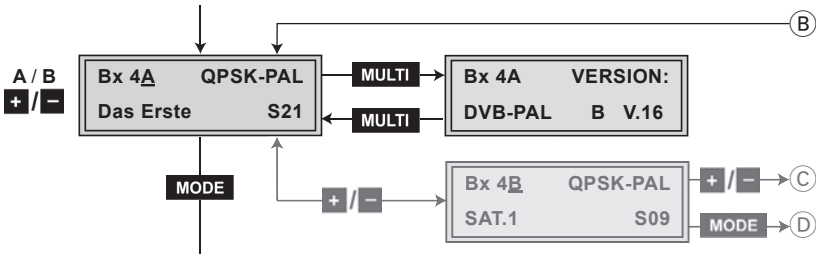 B
A / B
+ / −
Bx 4A QPSK-PAL
Das Erste S21
MULTI
MULTI
Bx 4A VERSION:
DVB-PAL B V.16
MODE
+ / −
Bx 4B QPSK-PAL
SAT.1 S09
+ / −
C
MODE
D